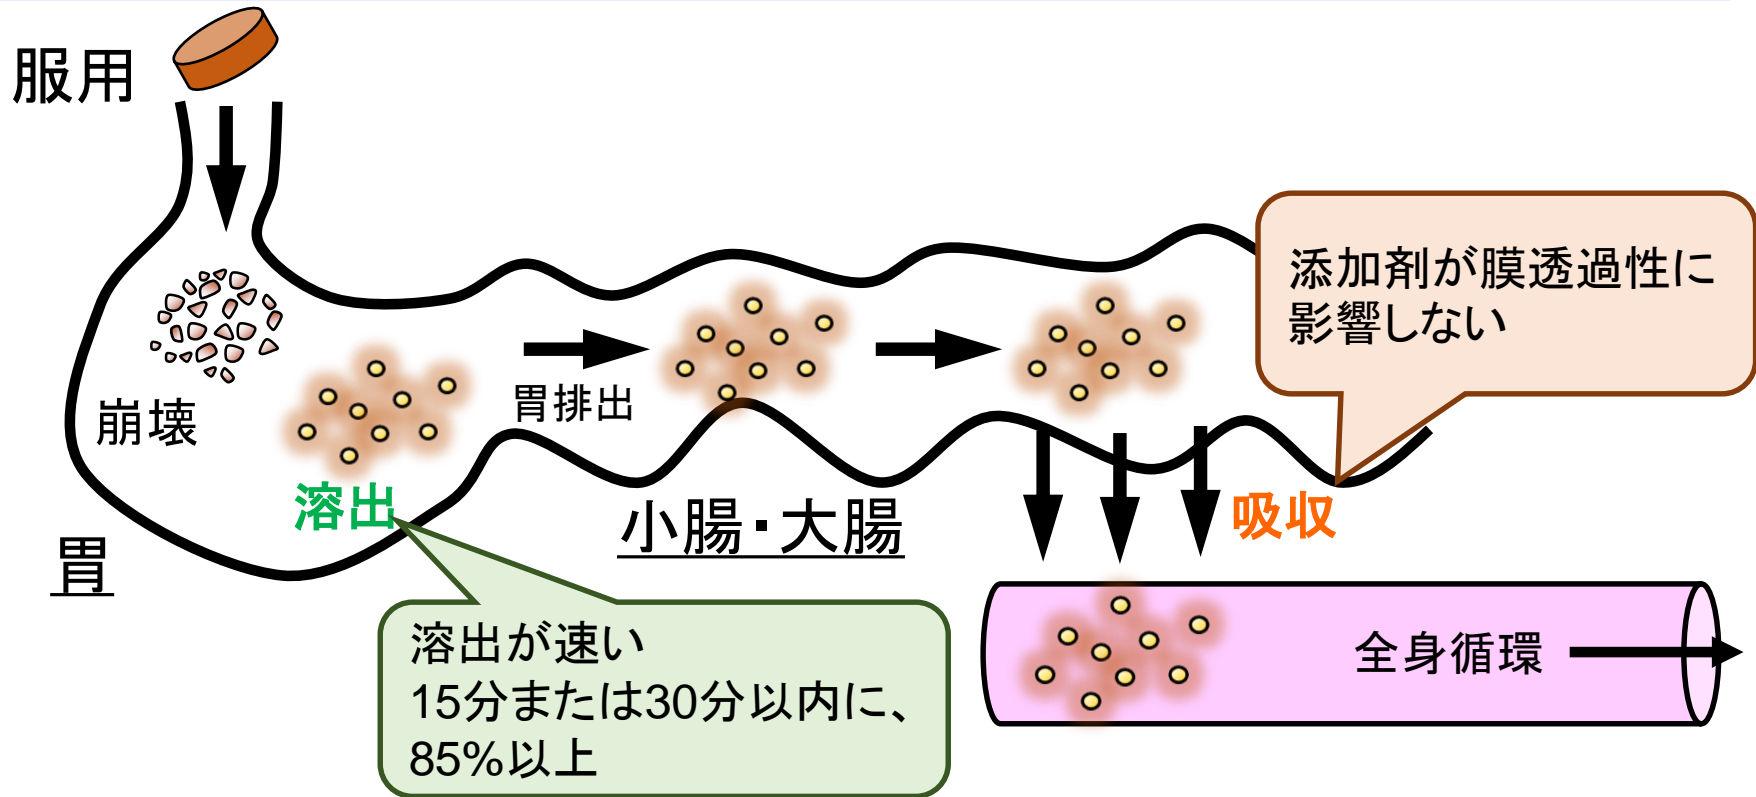 服用
崩壊
溶出
胃
胃排出
小腸・大腸
吸収
添加剤が膜透過性に
影響しない
溶出が速い
15分または30分以内に、
85%以上
全身循環